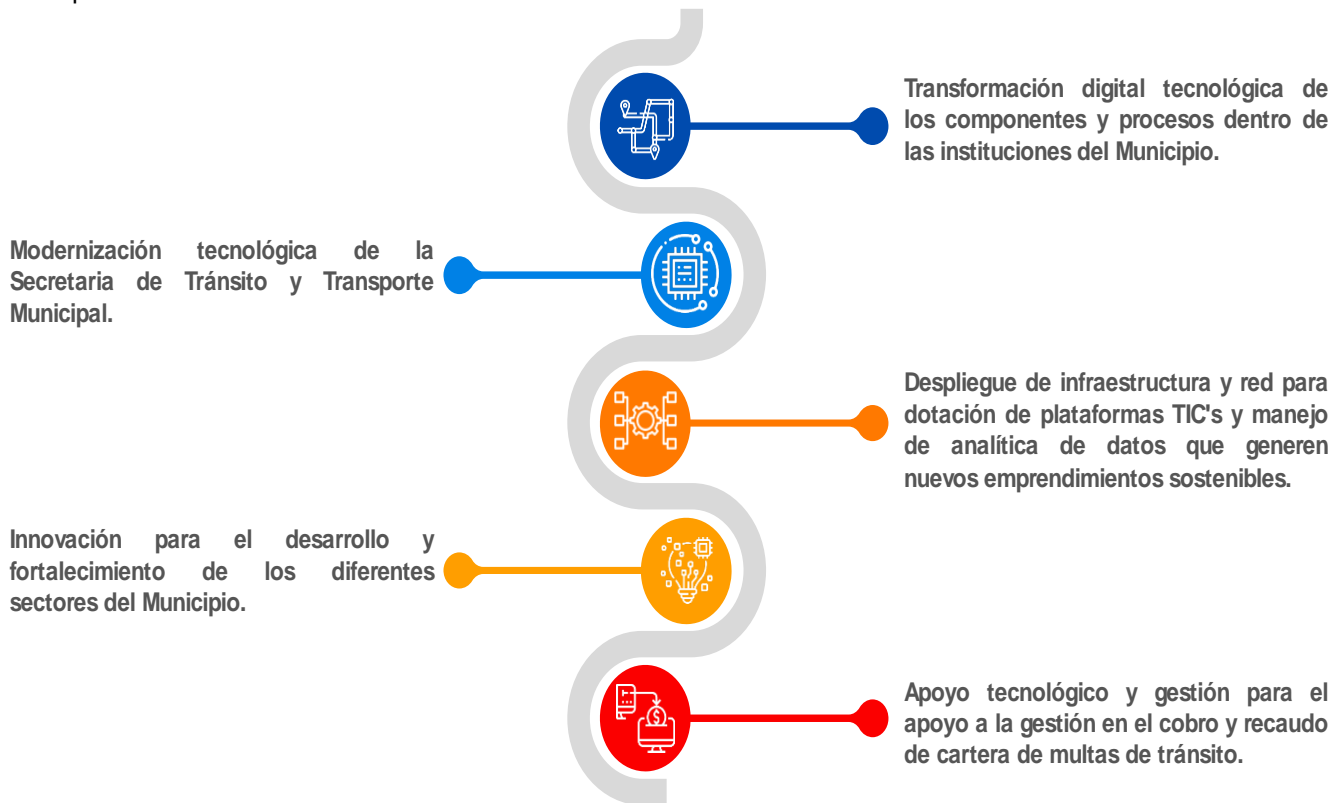 Transformación digital tecnológica de
los componentes y procesos dentro de
las instituciones del Municipio.
Modernización tecnológica de la
Secretaria de Tránsito y Transporte
Municipal.
Despliegue de infraestructura y red para
dotación de plataformas TIC's y manejo
de analítica de datos que generen
nuevos emprendimientos sostenibles.
Innovación para el desarrollo y
fortalecimiento de los diferentes
sectores del Municipio.
Apoyo tecnológico y gestión para el
apoyo a la gestión en el cobro y recaudo
de cartera de multas de tránsito.